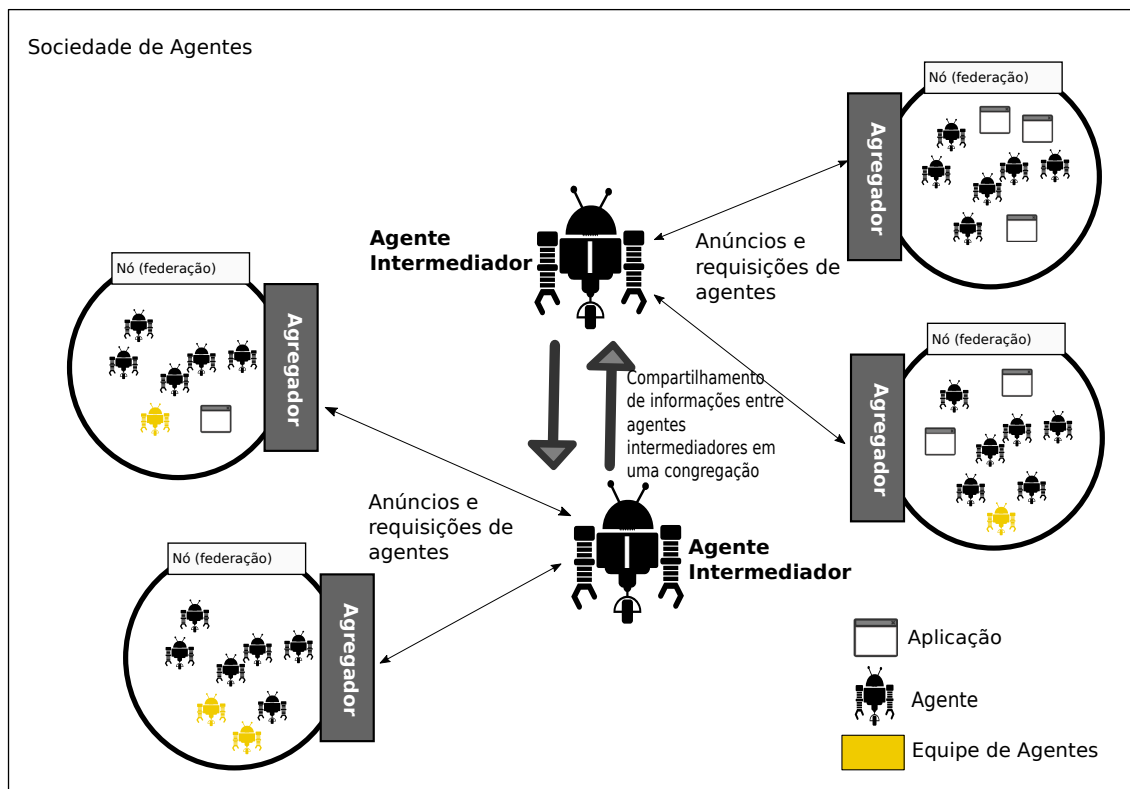 Sociedade de Agentes
Nó (federação)
Agregador
Agente
Intermediador
Anúncios e
requisições de
agentes
Nó (federação)
Agregador
Nó (federação)
Agregador
Compartilhamento
de informações entre
agentes
intermediadores em
uma congregação
Anúncios e
requisições de
agentes
Agente
Intermediador
Nó (federação)
Agregador
Aplicação
Agente
Equipe de Agentes